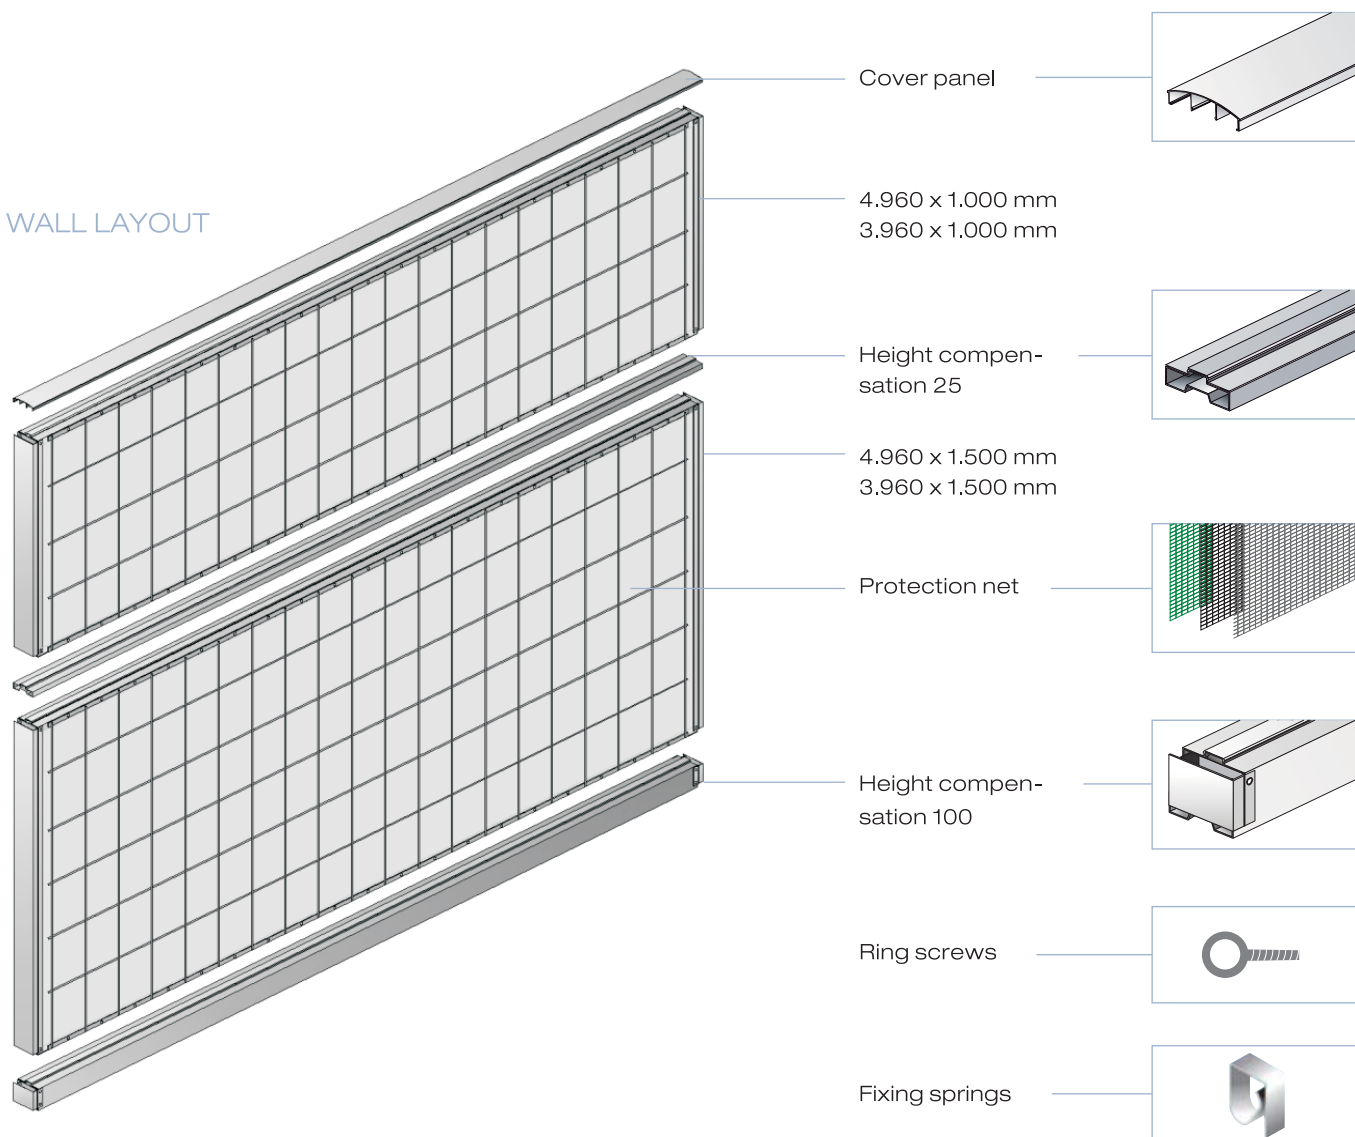 WALL LAYOUT
Cover panel
4.960 x 1.000 mm
3.960 x 1.000 mm
Height compen-
sation 25
4.960 x 1.500 mm
3.960 x 1.500 mm
Protection net
Height compen-
sation 100
Ring screws
Fixing springs